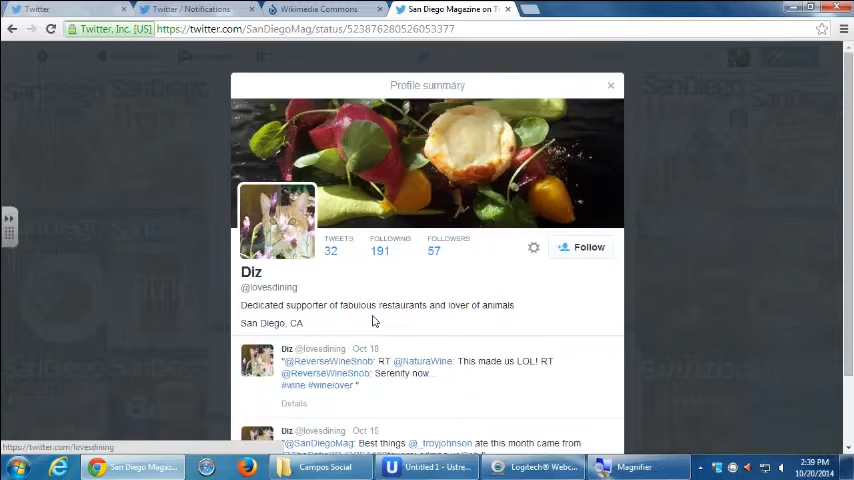 Twitter
Twitter / Notifications
Wikimedia Commons
San Diego Magazine on T
Twitter, Inc. [US] https://twitter.com/SanDiegoMag/status/523876280526053377
Profile summary
TWEETS FOLLOWING FOLLOWERS
32 191 57
Follow
Diz
@lovesdining
Dedicated supporter of fabulous restaurants and lover of animals
San Diego, CA
Diz @lovesdining Oct 18
"@ReverseWineSnob: RT @NaturaWine: This made us LOL! RT
@ReverseWineSnob: Serenity now...
#wine #winelover "
Details
Diz @lovesdining Oct 15
"@SanDiegoMag: Best things @_troyjohnson ate this month came from
https://twitter.com/lovesdining
San Diego Magaz...
Campos Social
Untitled 1 - Ustre...
Logitech® Webc...
Magnifier
2:39 PM
10/20/2014